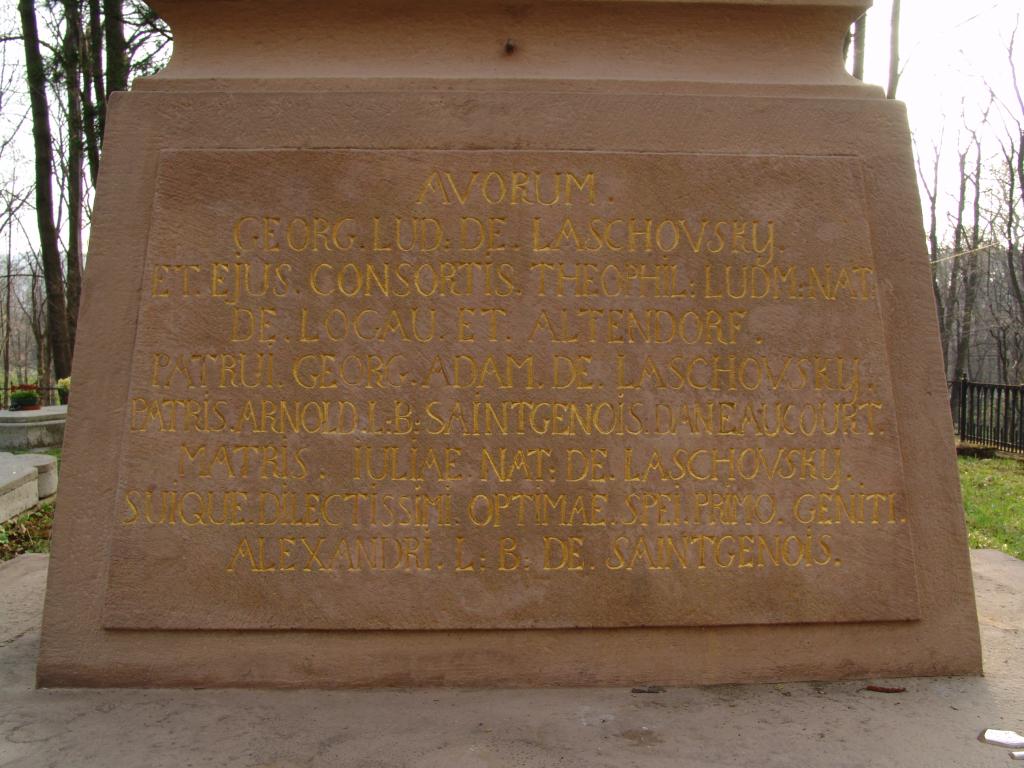 AVORUM.
GEORG. LUD: DE. LASCHOVSKY.
ET. EJUS. CONSORTIS. THEOPHIL: LUDM: NAT.
DE. LOGAU. ET. ALTENDORF.
PATRUI. GEORG. ADAM. DE. LASCHOVSKY.
PATRIS. ARNOLD. L: B: SAINTGENOIS. DANEAUCOURT.
MATRIS. IULIAE. NAT: DE. LASCHOVSKY.
SUIQUE. DILECTISSIMI. OPTIMAE. SPEI. PRIMO. GENITI.
ALEXANDRI. L: B: DE. SAINTGENOIS.